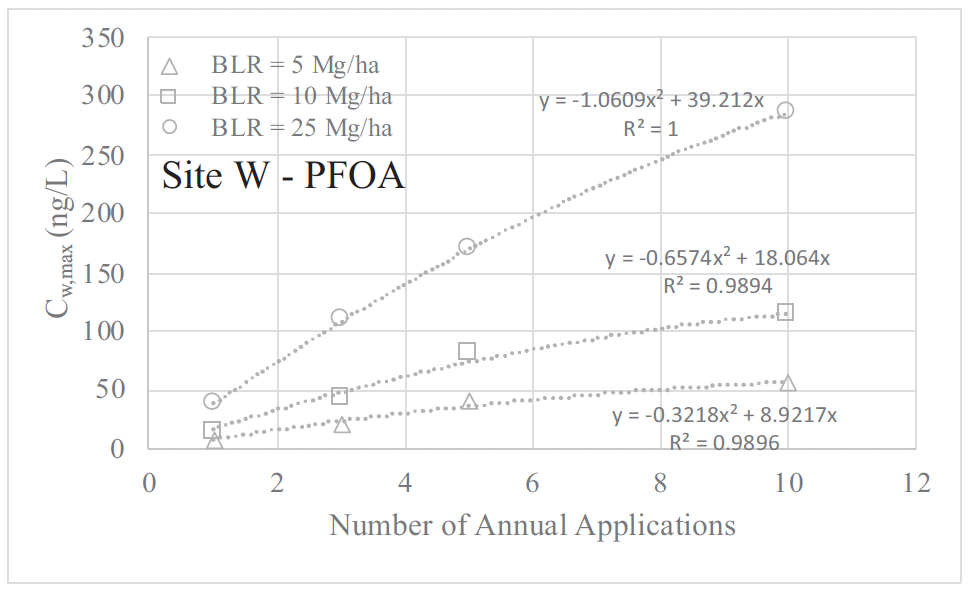 350
300
250
200
150
100
50
0
C w,max (ng/L)
BLR = 5 Mg/ha
BLR = 10 Mg/ha
BLR = 25 Mg/ha
Site W - PFOA
y = -1.0609x² + 39.212x
R² = 1
y = -0.6574x² + 18.064x
R² = 0.9894
y = -0.3218x² + 8.9217x
R² = 0.9896
0 2 4 6 8 10 12
Number of Annual Applications